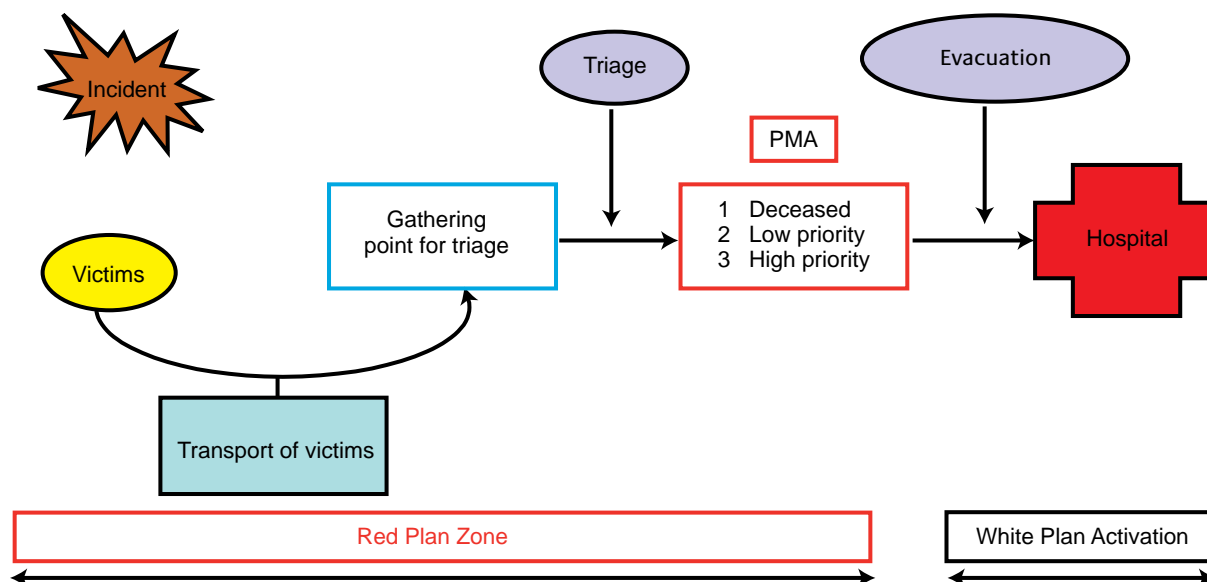 Incident
Triage
Evacuation
PMA
Gathering
point for triage
1 Deceased
2 Low priority
3 High priority
Hospital
Victims
Transport of victims
Red Plan Zone
White Plan Activation